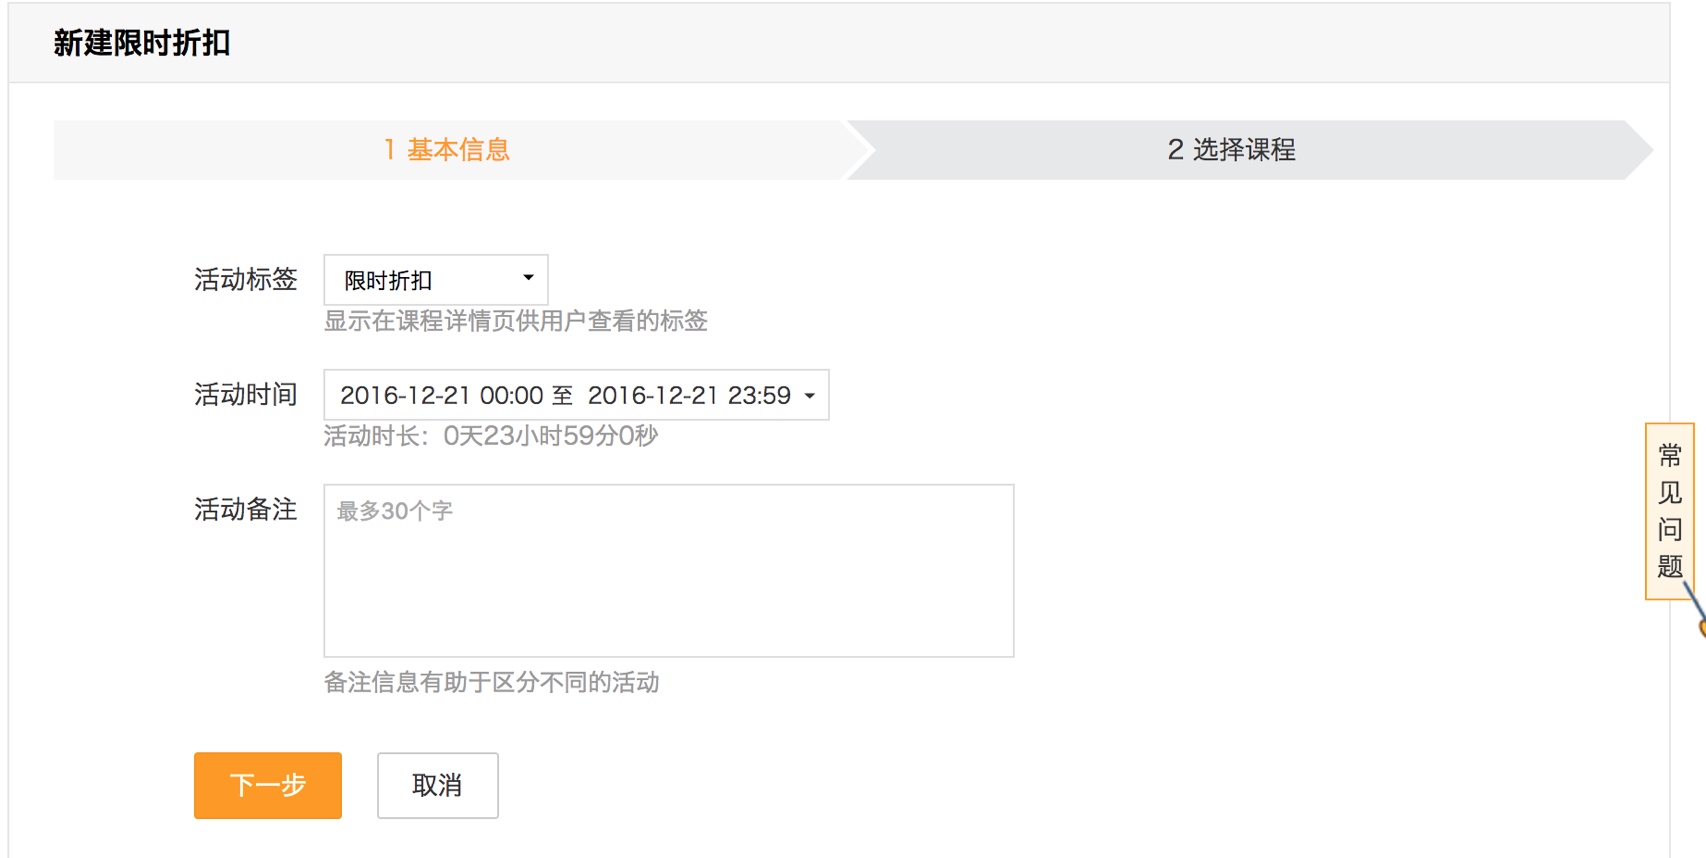 新建限时折扣
1 基本信息
2 选择课程
活动标签 限时折扣
显示在课程详情页供用户查看的标签
活动时间 2016-12-21 00:00 至 2016-12-21 23:59
活动时长：0天23小时59分0秒
活动备注 最多30个字
备注信息有助于区分不同的活动
下一步 取消
常见问题